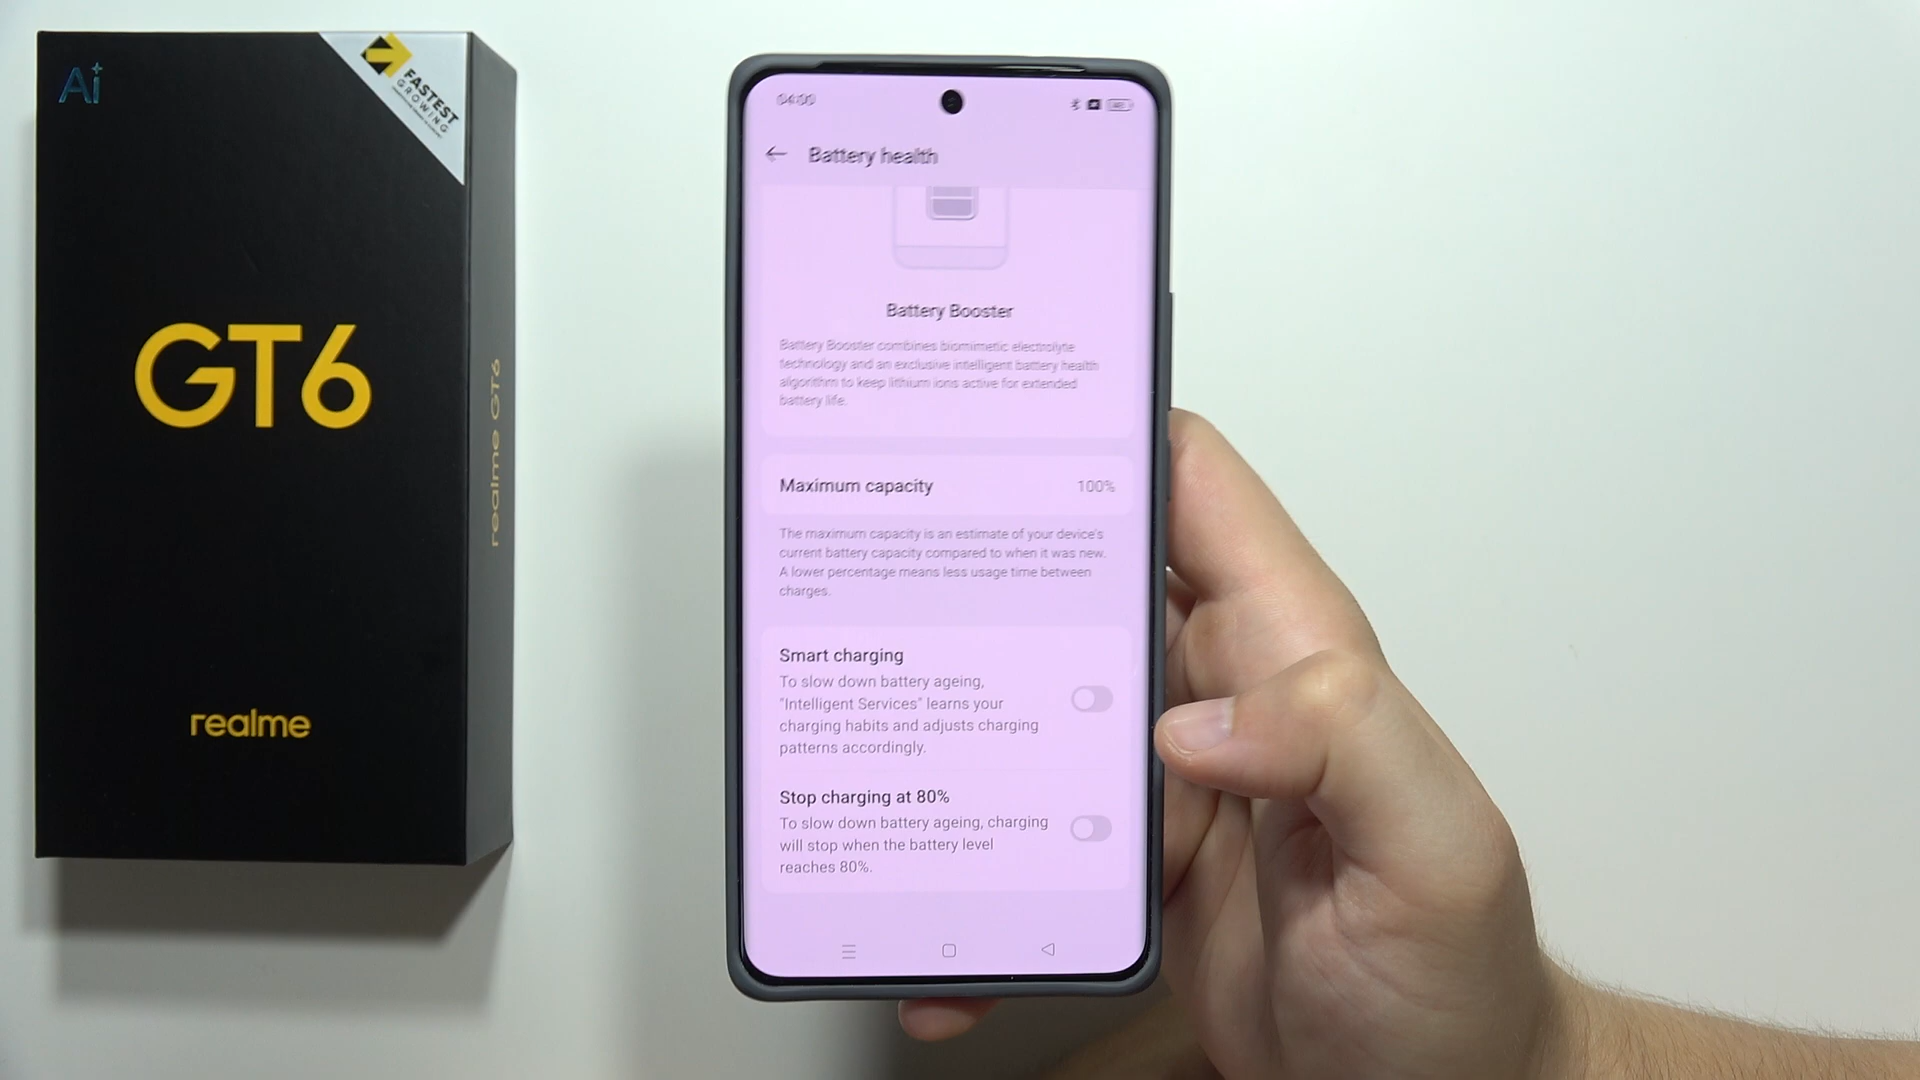 Ai
FASTEST
GROWING
GT6
realme GT6
realme
04:00
Battery health
Battery Booster
Battery Booster combines biomimetic electrolyte
technology and an exclusive intelligent battery health
algorithm to keep lithium ions active for extended
battery life.
Maximum capacity 100%
The maximum capacity is an estimate of your device's
current battery capacity compared to when it was new.
A lower percentage means less usage time between
charges.
Smart charging
To slow down battery ageing,
"Intelligent Services" learns your
charging habits and adjusts charging
patterns accordingly.
Stop charging at 80%
To slow down battery ageing, charging
will stop when the battery level
reaches 80%.